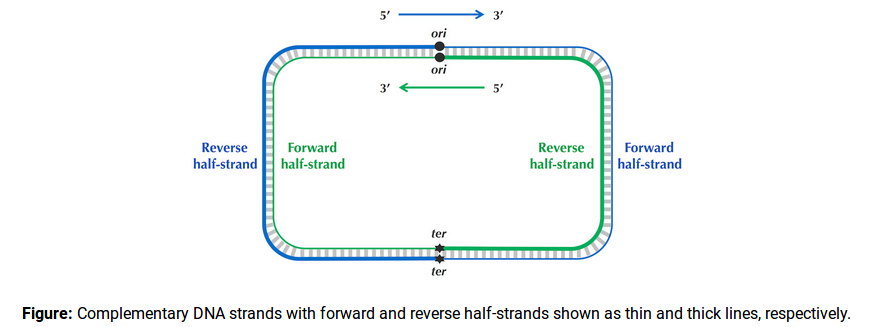 5′ 3′
ori
ori
3′ 5′
Reverse
half-strand
Forward
half-strand
Reverse
half-strand
Forward
half-strand
ter
ter
Figure: Complementary DNA strands with forward and reverse half-strands shown as thin and thick lines, respectively.